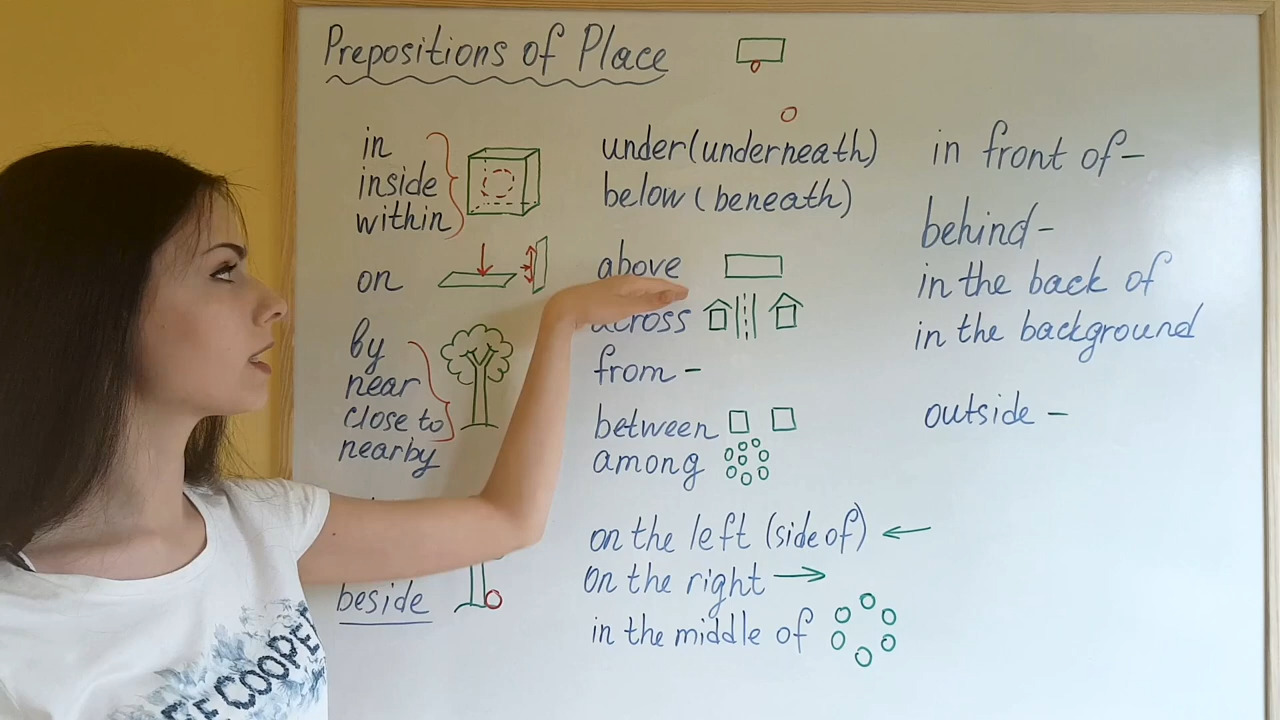 Prepositions of Place
in
inside
within
on
by
near
close to
nearby
beside
under (underneath)
below (beneath)
above
across
from -
between
among
on the left (side of)
on the right
in the middle of
in front of -
behind -
in the back of
in the background
outside -
COOPER